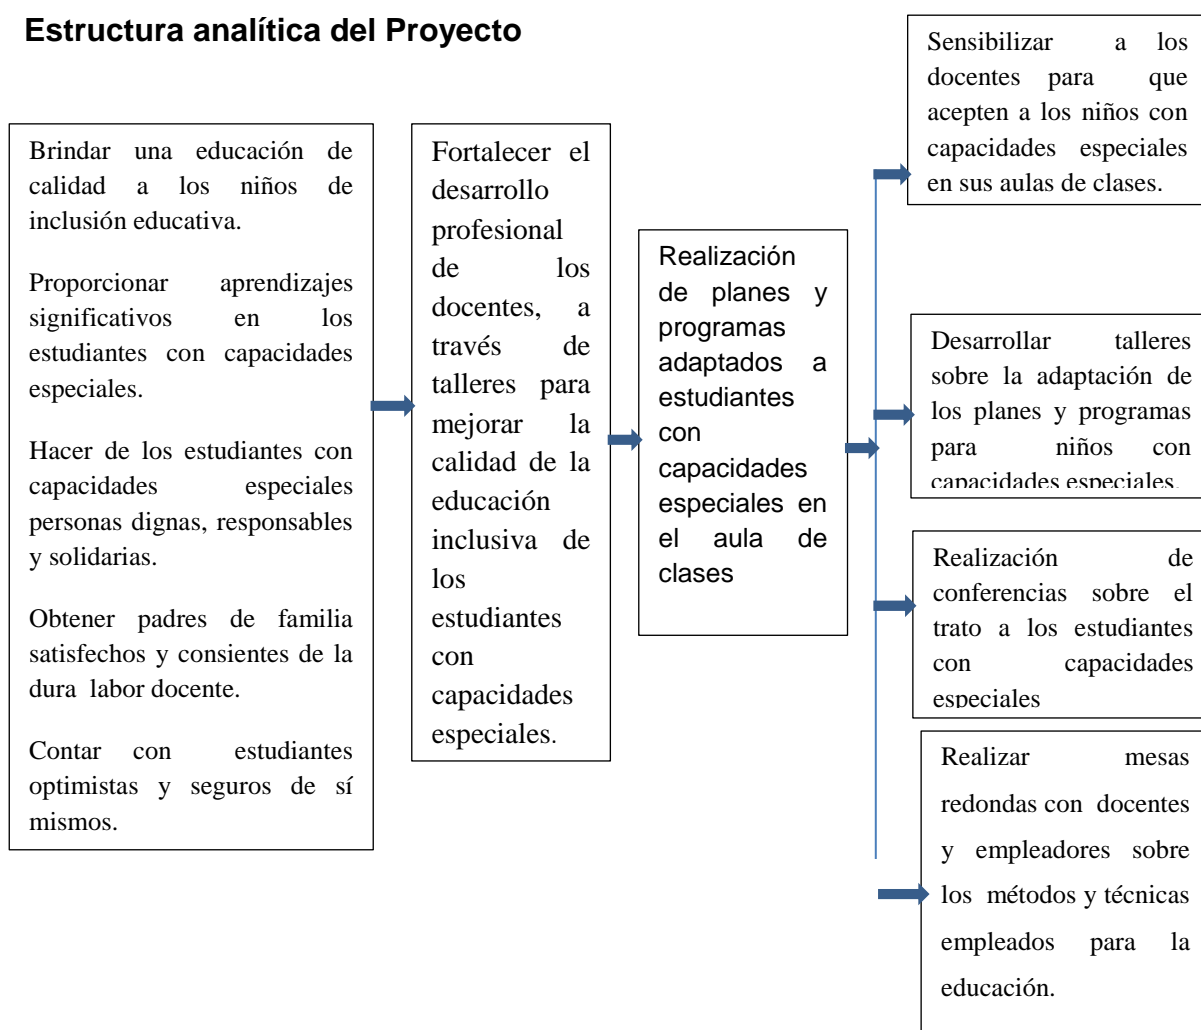 Estructura analítica del Proyecto
Brindar una educación de
calidad a los niños de
inclusión educativa.
Proporcionar aprendizajes
significativos en los
estudiantes con capacidades
especiales.
Hacer de los estudiantes con
capacidades especiales
personas dignas, responsables
y solidarias.
Obtener padres de familia
satisfechos y consientes de la
dura labor docente.
Contar con estudiantes
optimistas y seguros de sí
mismos.
Fortalecer el
desarrollo
profesional
de los
docentes, a
través de
talleres para
mejorar la
calidad de la
educación
inclusiva de
los
estudiantes
con
capacidades
especiales.
Realización
de planes y
programas
adaptados a
estudiantes
con
capacidades
especiales en
el aula de
clases
Sensibilizar a los
docentes para que
acepten a los niños con
capacidades especiales
en sus aulas de clases.
Desarrollar talleres
sobre la adaptación de
los planes y programas
para niños con
capacidades especiales.
Realización de
conferencias sobre el
trato a los estudiantes
con capacidades
especiales
Realizar mesas
redondas con docentes
y empleadores sobre
los métodos y técnicas
empleados para la
educación.